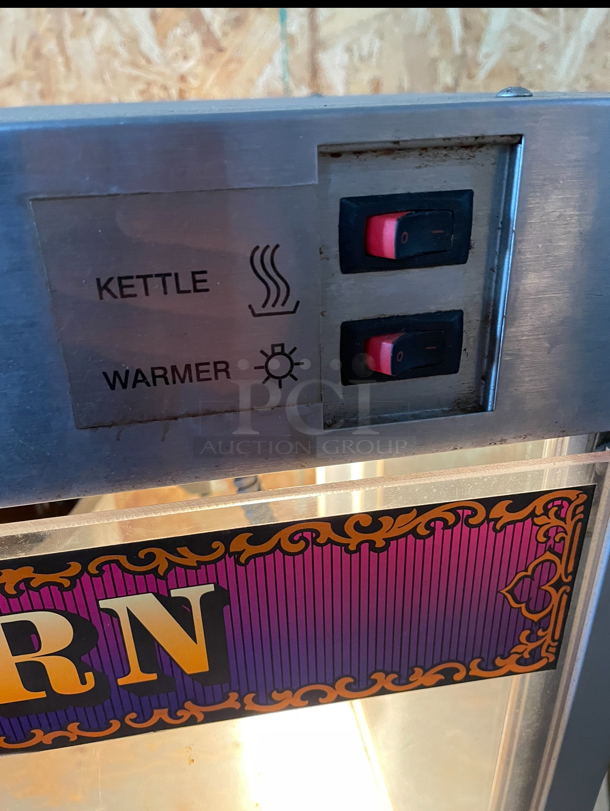 KETTLE
WARMER
PCI
AUCTION GROUP
RN